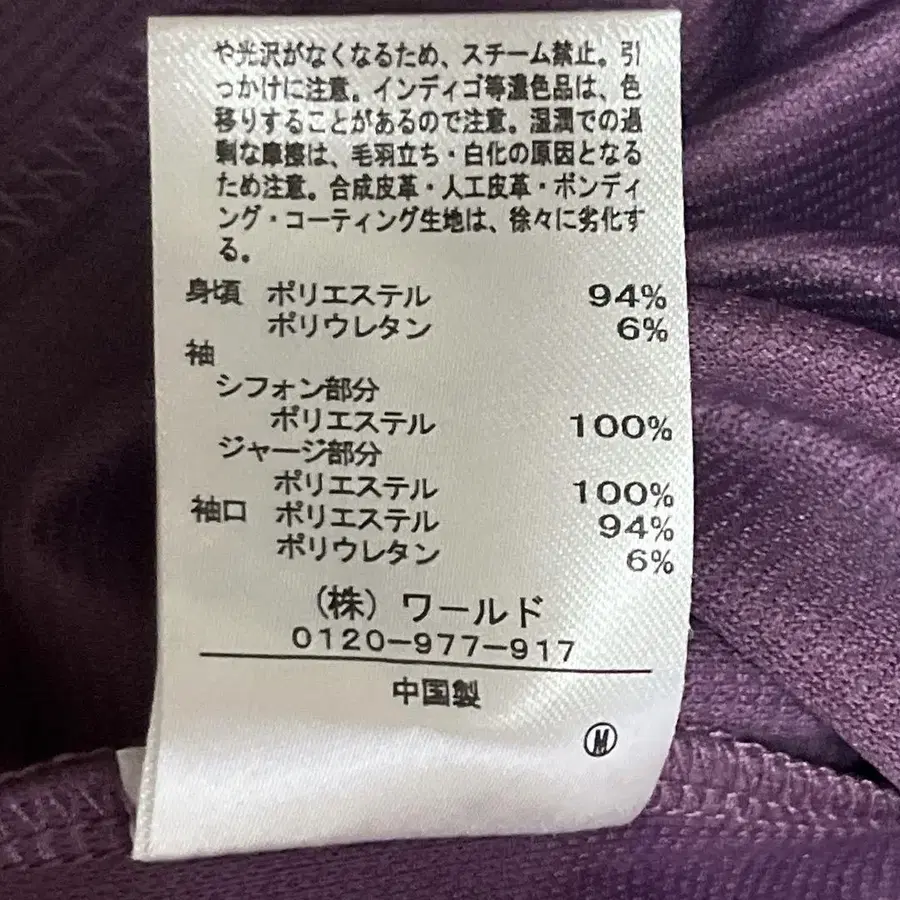 や光沢がなくなるため、スチーム禁止。引
っかけに注意。インディゴ等濃色品は、色
移りすることがあるので注意。湿潤での過
剰な摩擦は、毛羽立ち・白化の原因となる
ため注意。合成皮革・人工皮革・ボンディ
ング・コーティング生地は、徐々に劣化す
る。
身頃 ポリエステル 94%
ポリウレタン 6%
袖
シフォン部分
ポリエステル 100%
ジャージ部分
ポリエステル 100%
袖口 ポリエステル 94%
ポリウレタン 6%
(株)ワールド
0120-977-917
中国製
Ⓜ